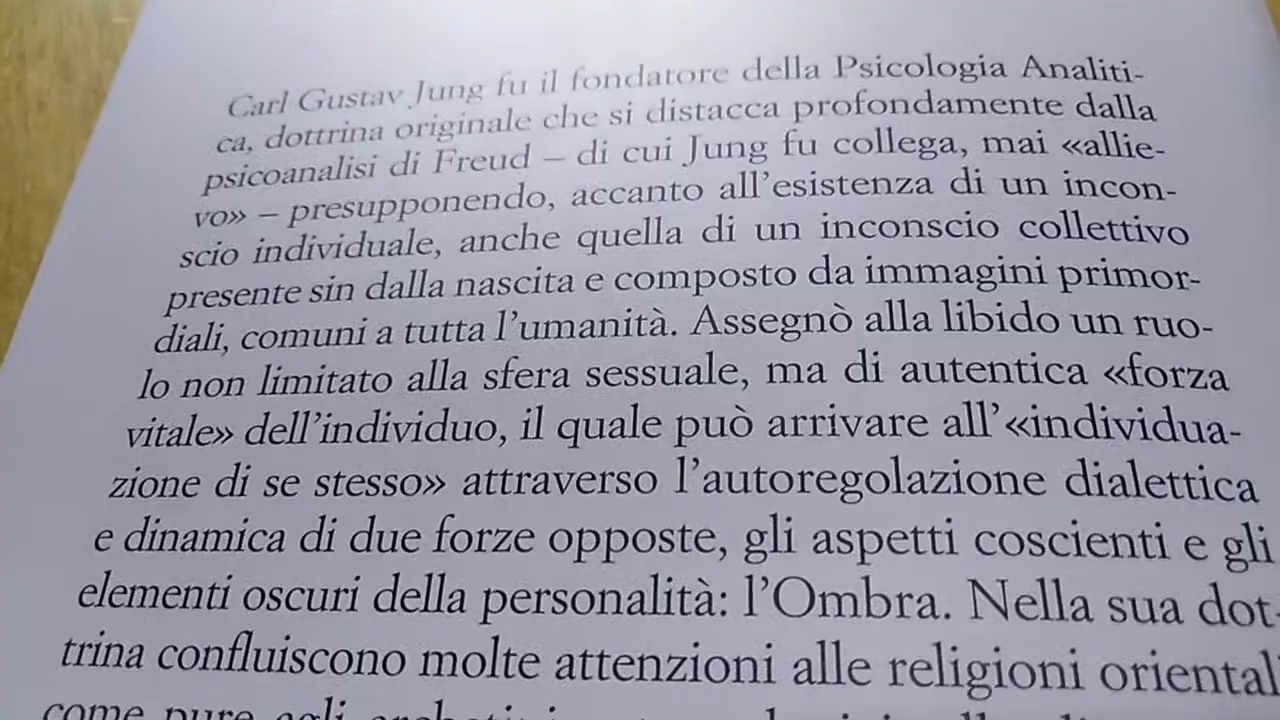 Carl Gustav Jung fu il fondatore della Psicologia Analiti-
ca, dottrina originale che si distacca profondamente dalla
psicoanalisi di Freud – di cui Jung fu collega, mai «allie-
vo» – presupponendo, accanto all'esistenza di un incon-
scio individuale, anche quella di un inconscio collettivo
presente sin dalla nascita e composto da immagini primor-
diali, comuni a tutta l'umanità. Assegnò alla libido un ruo-
lo non limitato alla sfera sessuale, ma di autentica «forza
vitale» dell'individuo, il quale può arrivare all'«individua-
zione di se stesso» attraverso l'autoregolazione dialettica
e dinamica di due forze opposte, gli aspetti coscienti e gli
elementi oscuri della personalità: l'Ombra. Nella sua dot-
trina confluiscono molte attenzioni alle religioni oriental
come pure agli